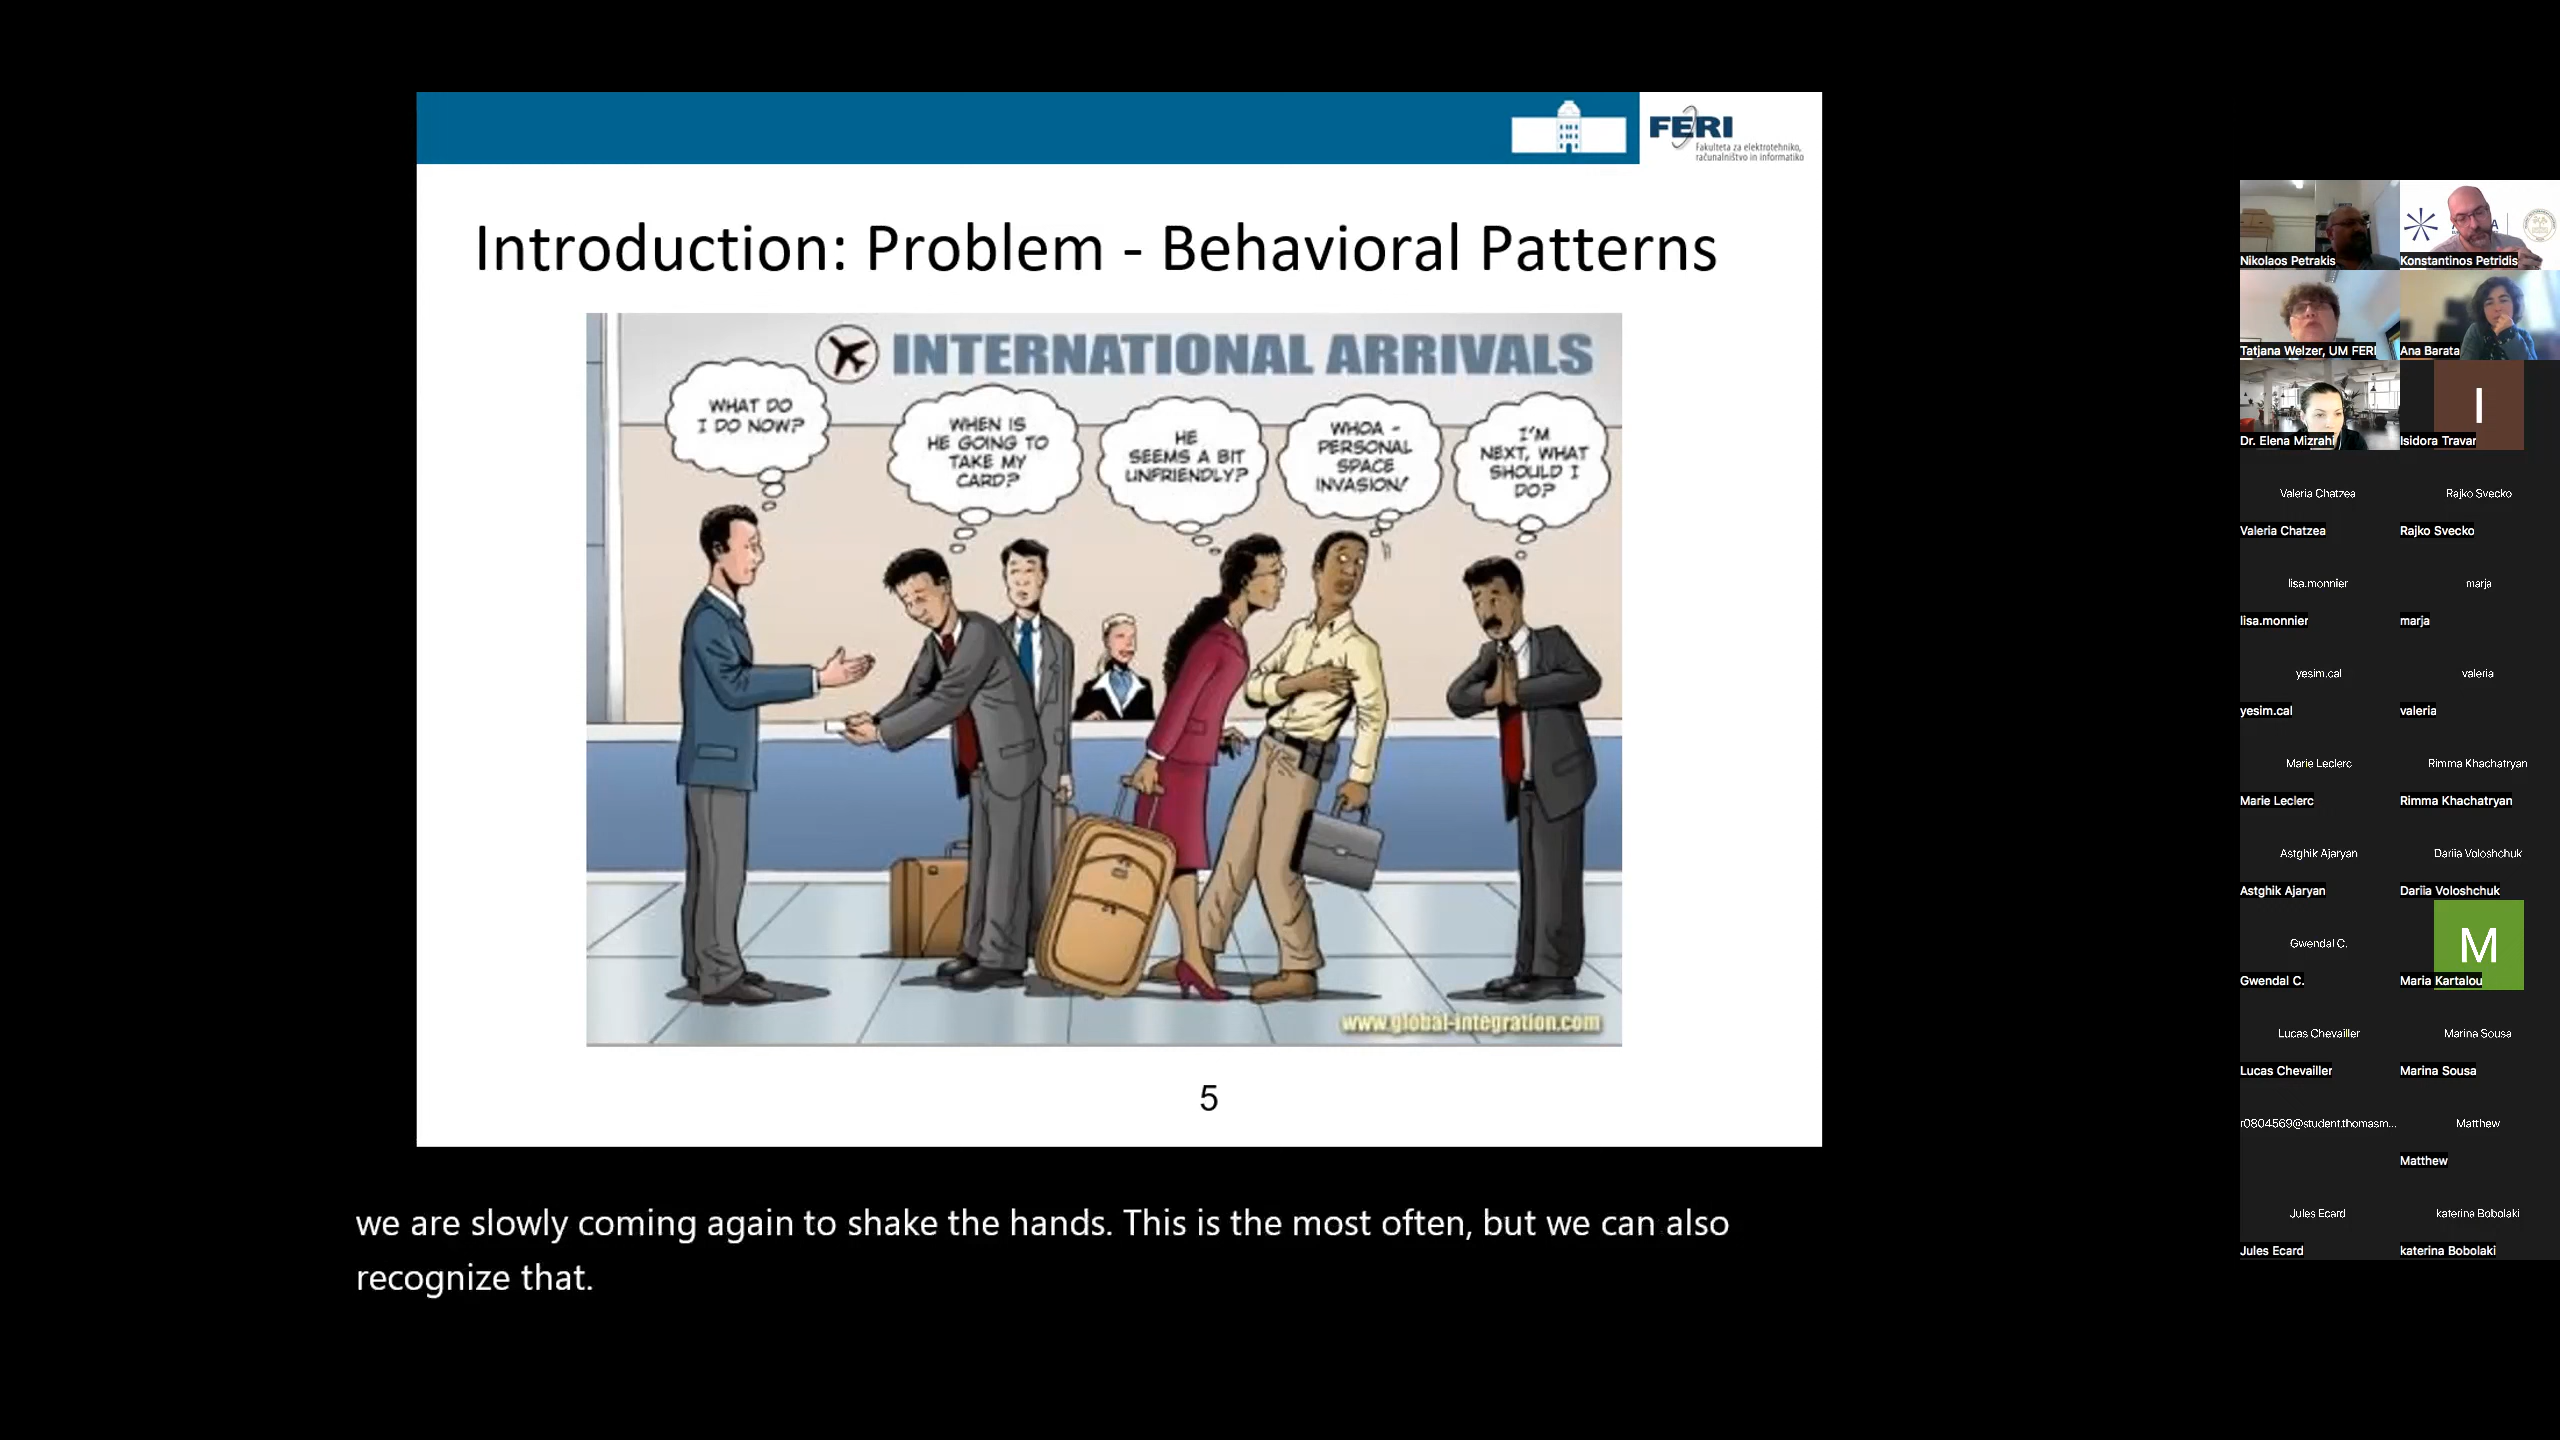 FERI
Fakulteta za elektrotehniko,
računalništvo in informatiko
Introduction: Problem - Behavioral Patterns
INTERNATIONAL ARRIVALS
WHAT DO
I DO NOW?
WHEN IS
HE GOING TO
TAKE MY
CARD?
HE
SEEMS A BIT
UNFRIENDLY?
WHOA -
PERSONAL
SPACE
INVASION!
I'M
NEXT, WHAT
SHOULD I
DO?
www.global-integration.com
5
we are slowly coming again to shake the hands. This is the most often, but we can also
recognize that.
Nikolaos Petrakis
Konstantinos Petridis
Tatjana Welzer, UM FERI
Ana Barata
Dr. Elena Mizrahi
I
Isidora Travar
Valeria Chatzea
Valeria Chatzea
Rajko Svecko
Rajko Svecko
lisa.monnier
lisa.monnier
marja
marja
yesim.cal
yesim.cal
valeria
valeria
Marie Leclerc
Marie Leclerc
Rimma Khachatryan
Rimma Khachatryan
Astghik Ajaryan
Astghik Ajaryan
Dariia Voloshchuk
Dariia Voloshchuk
Gwendal C.
Gwendal C.
M
Maria Kartalou
Lucas Chevailler
Lucas Chevailler
Marina Sousa
Marina Sousa
r0804569@student.thomasm...
Matthew
Matthew
Jules Ecard
Jules Ecard
katerina Bobolaki
katerina Bobolaki